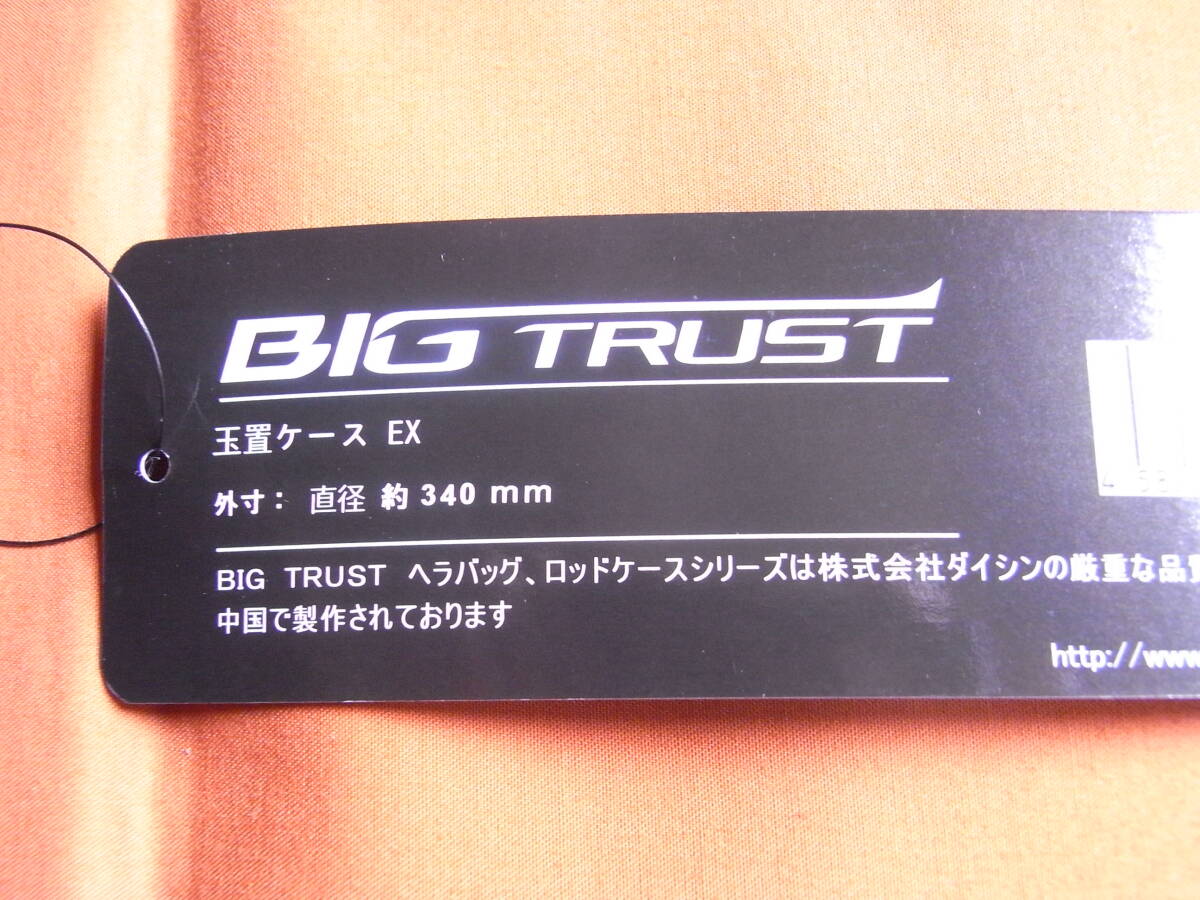 BIG TRUST
玉置ケース EX
外寸： 直径 約 340 mm
BIG TRUST ヘラバッグ、ロッドケースシリーズは株式会社ダイシンの厳重な品質
中国で製作されております
http://www.